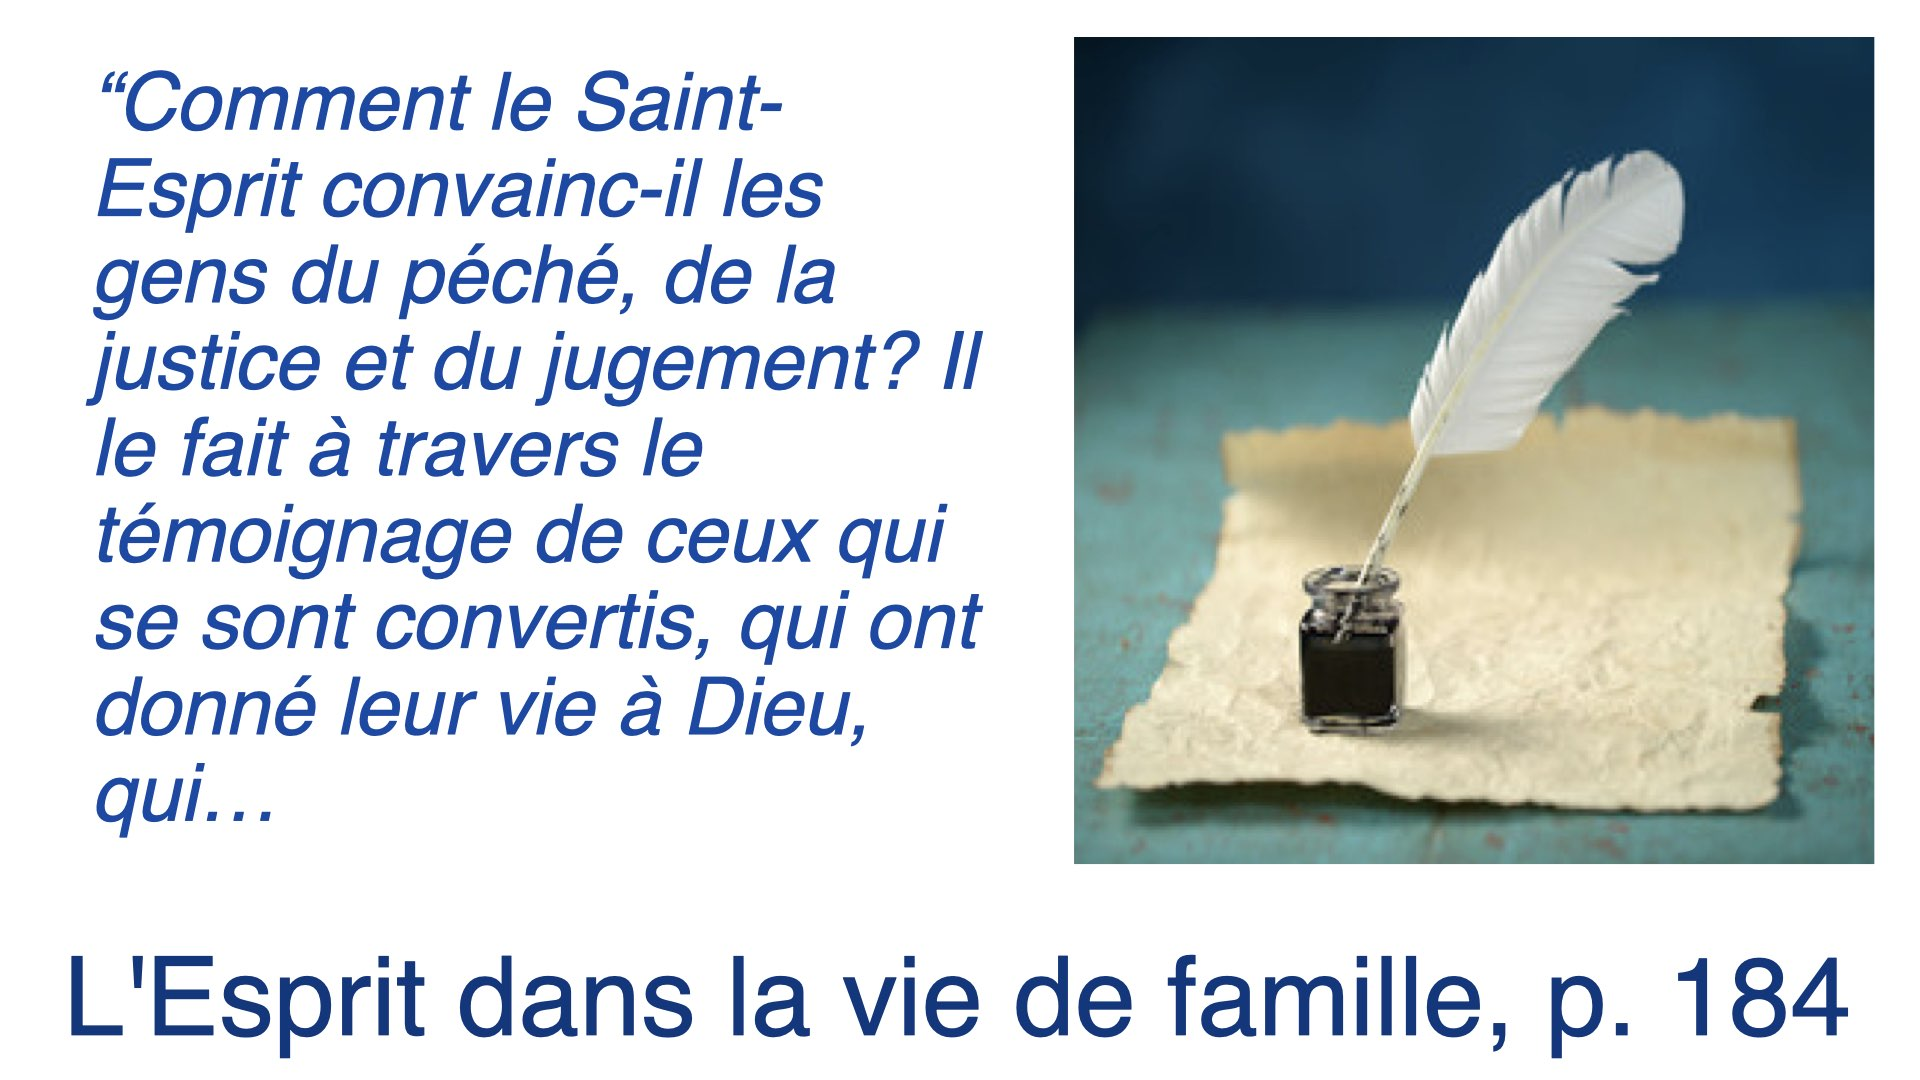 “Comment le Saint-
Esprit convainc-il les
gens du péché, de la
justice et du jugement? Il
le fait à travers le
témoignage de ceux qui
se sont convertis, qui ont
donné leur vie à Dieu,
qui…
L'Esprit dans la vie de famille, p. 184